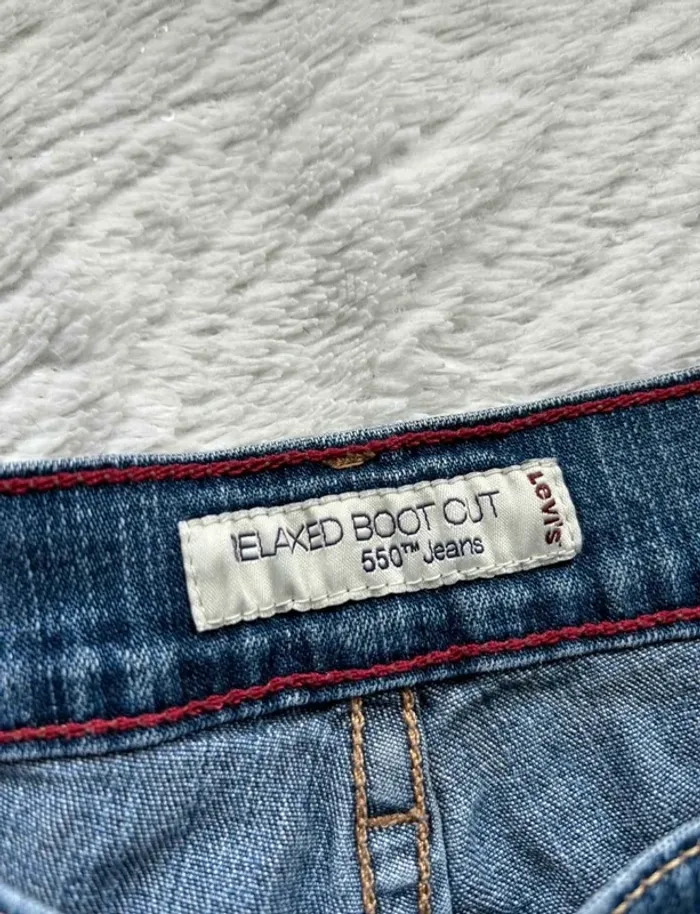 RELAXED BOOT CUT
550™ Jeans
Levi's